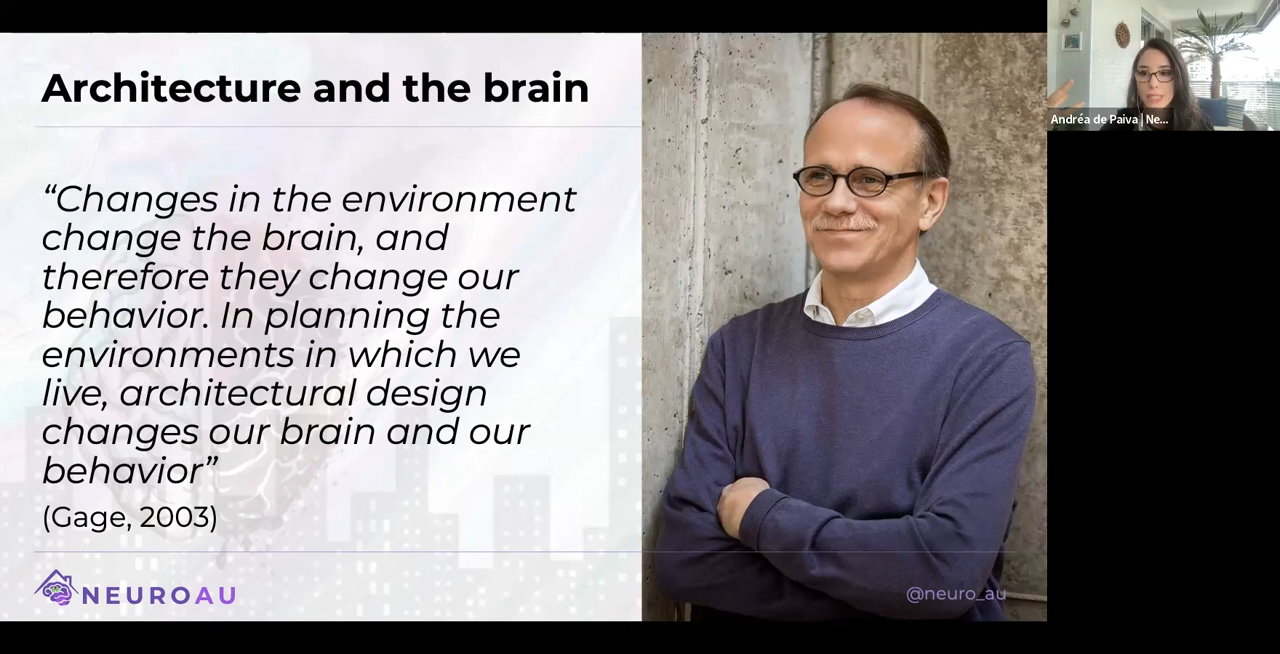 Architecture and the brain
“Changes in the environment
change the brain, and
therefore they change our
behavior. In planning the
environments in which we
live, architectural design
changes our brain and our
behavior”
(Gage, 2003)
NEUROAU
@neuro_au
Andréa de Paiva | Ne...